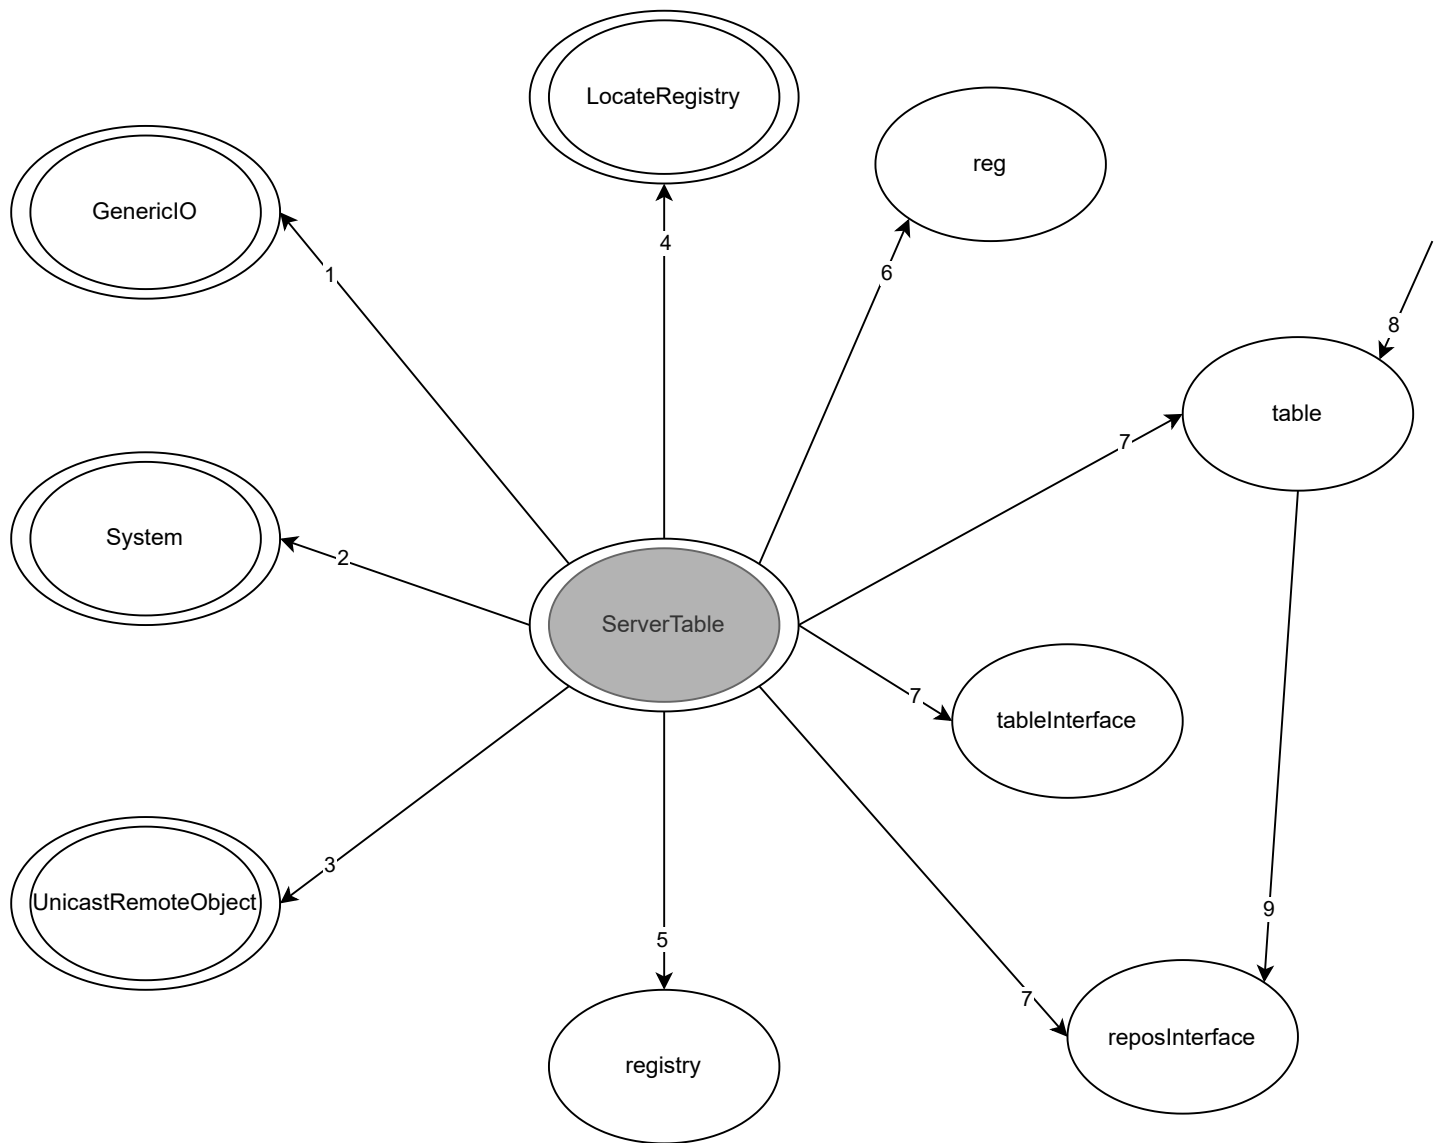 LocateRegistry
reg
GenericIO
4
6
1
8
table
7
System
2
ServerTable
7
tableInterface
3
UnicastRemoteObject
9
5
7
reposInterface
registry